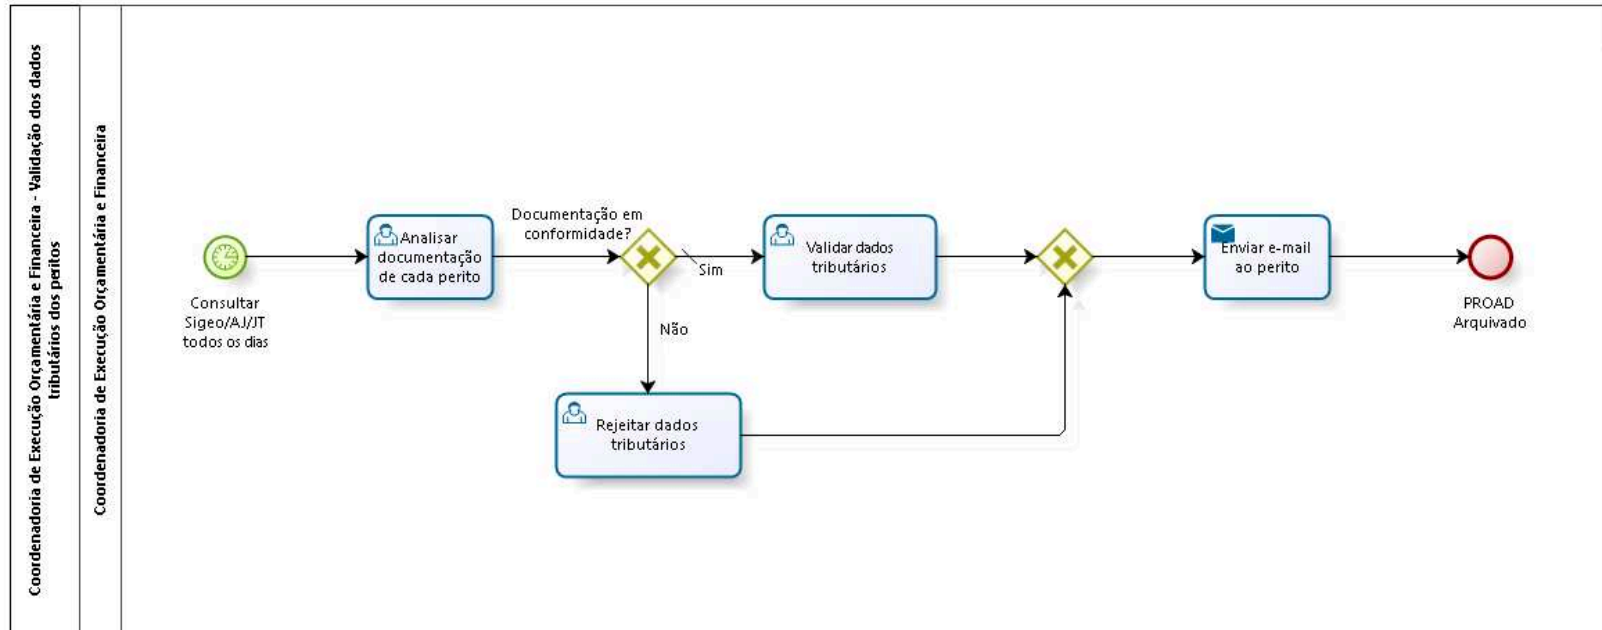 Coordenadoria de Execução Orçamentária e Financeira - Validação dos dados
tributários dos peritos
Coordenadoria de Execução Orçamentária e Financeira
Consultar
Sigeo/AJ/JT
todos os dias
Analisar
documentação
de cada perito
Documentação em
conformidade?
Sim
Não
Validar dados
tributários
Rejeitar dados
tributários
Enviar e-mail
ao perito
PROAD
Arquivado